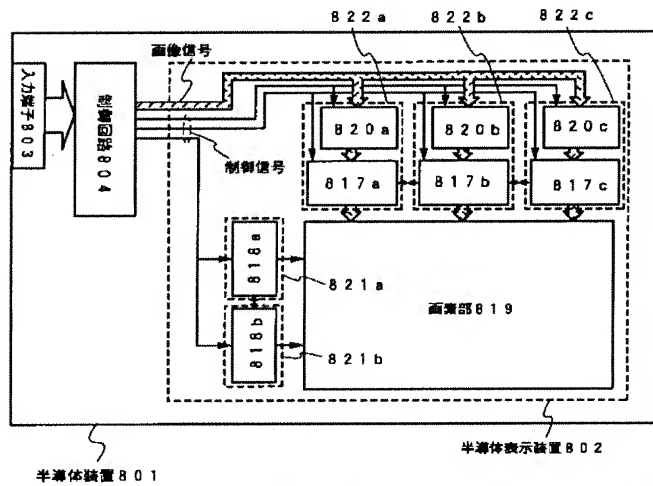 822a
822b
822c
画像信号
入力端子803
制御回路804
820a
820b
820c
制御信号
817a
817b
817c
818a
821a
画素部819
818b
821b
半導体表示装置802
半導体装置801